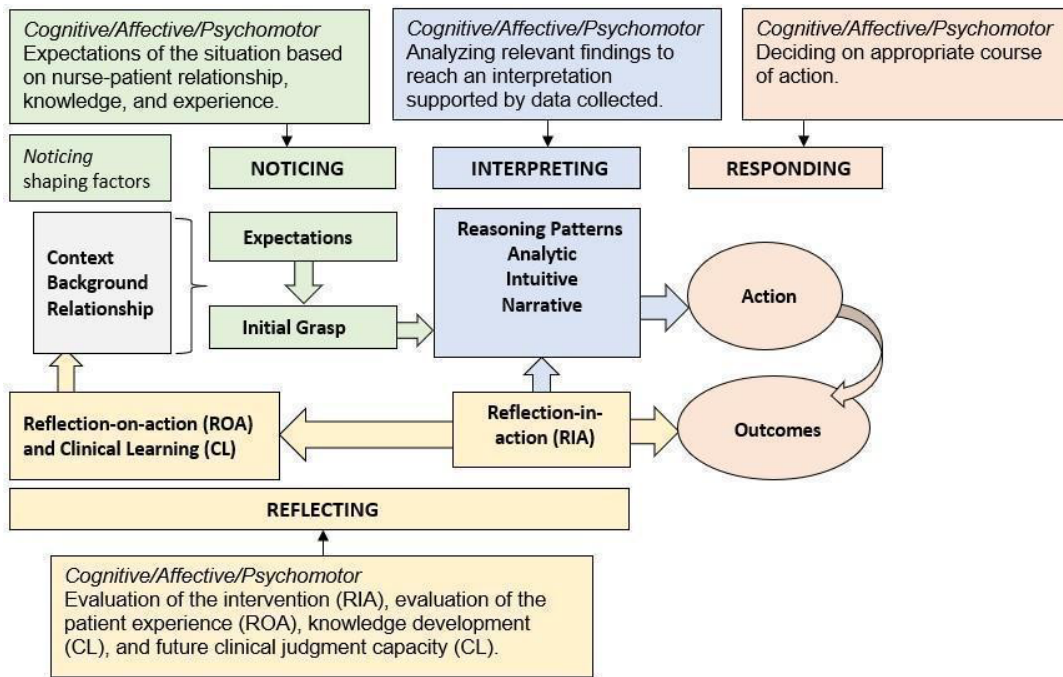 Cognitive/Affective/Psychomotor
Expectations of the situation based
on nurse-patient relationship,
knowledge, and experience.
Cognitive/Affective/Psychomotor
Analyzing relevant findings to
reach an interpretation
supported by data collected.
Cognitive/Affective/Psychomotor
Deciding on appropriate course
of action.
Noticing
shaping factors
NOTICING
INTERPRETING
RESPONDING
Context
Background
Relationship
Expectations
Initial Grasp
Reasoning Patterns
Analytic
Intuitive
Narrative
Action
Reflection-on-action (ROA)
and Clinical Learning (CL)
Reflection-in-
action (RIA)
Outcomes
REFLECTING
Cognitive/Affective/Psychomotor
Evaluation of the intervention (RIA), evaluation of the
patient experience (ROA), knowledge development
(CL), and future clinical judgment capacity (CL).